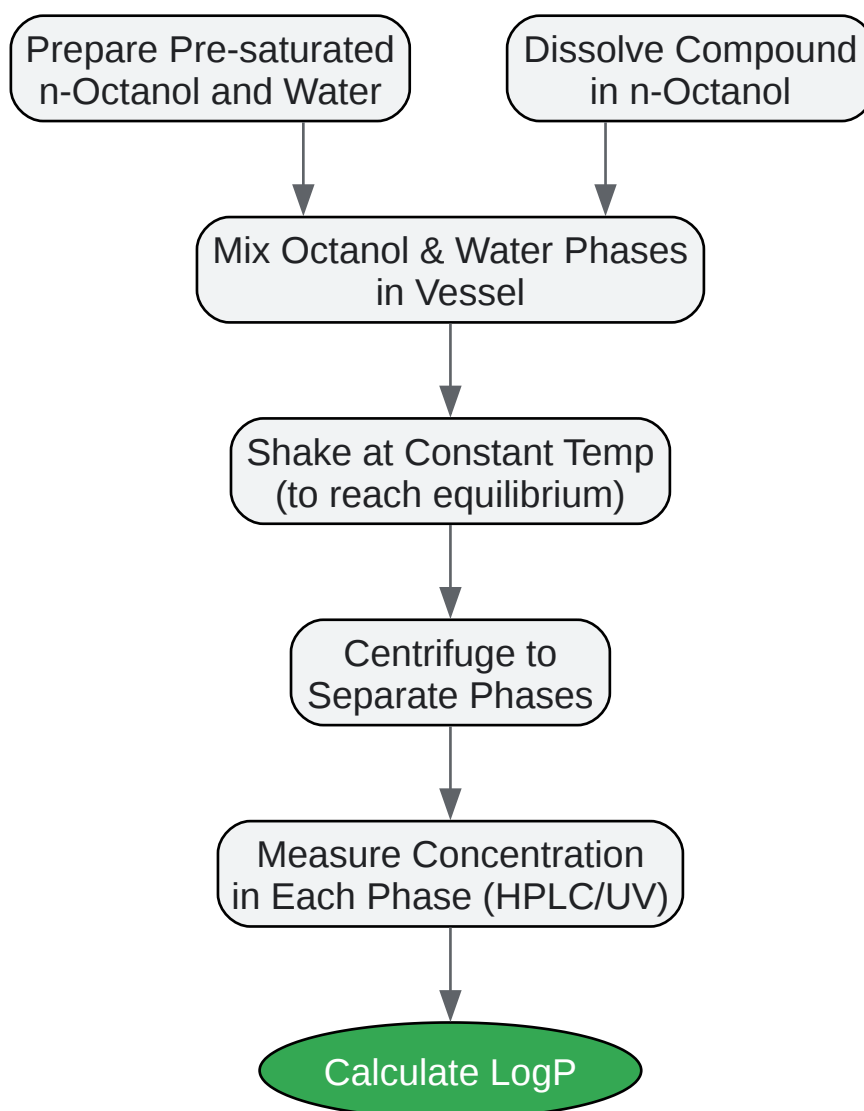 Prepare Pre-saturated
n-Octanol and Water
Dissolve Compound
in n-Octanol
Mix Octanol & Water Phases
in Vessel
Shake at Constant Temp
(to reach equilibrium)
Centrifuge to
Separate Phases
Measure Concentration
in Each Phase (HPLC/UV)
Calculate LogP